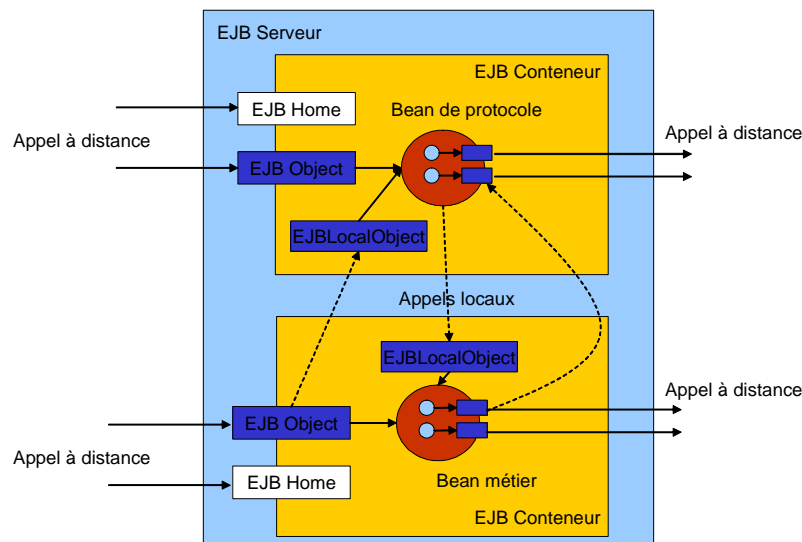 EJB Serveur
EJB Conteneur
EJB Home
Bean de protocole
Appel à distance
Appel à distance
EJB Object
EJBLocalObject
Appels locaux
EJBLocalObject
Appel à distance
EJB Object
Appel à distance
EJB Home
Bean métier
EJB Conteneur